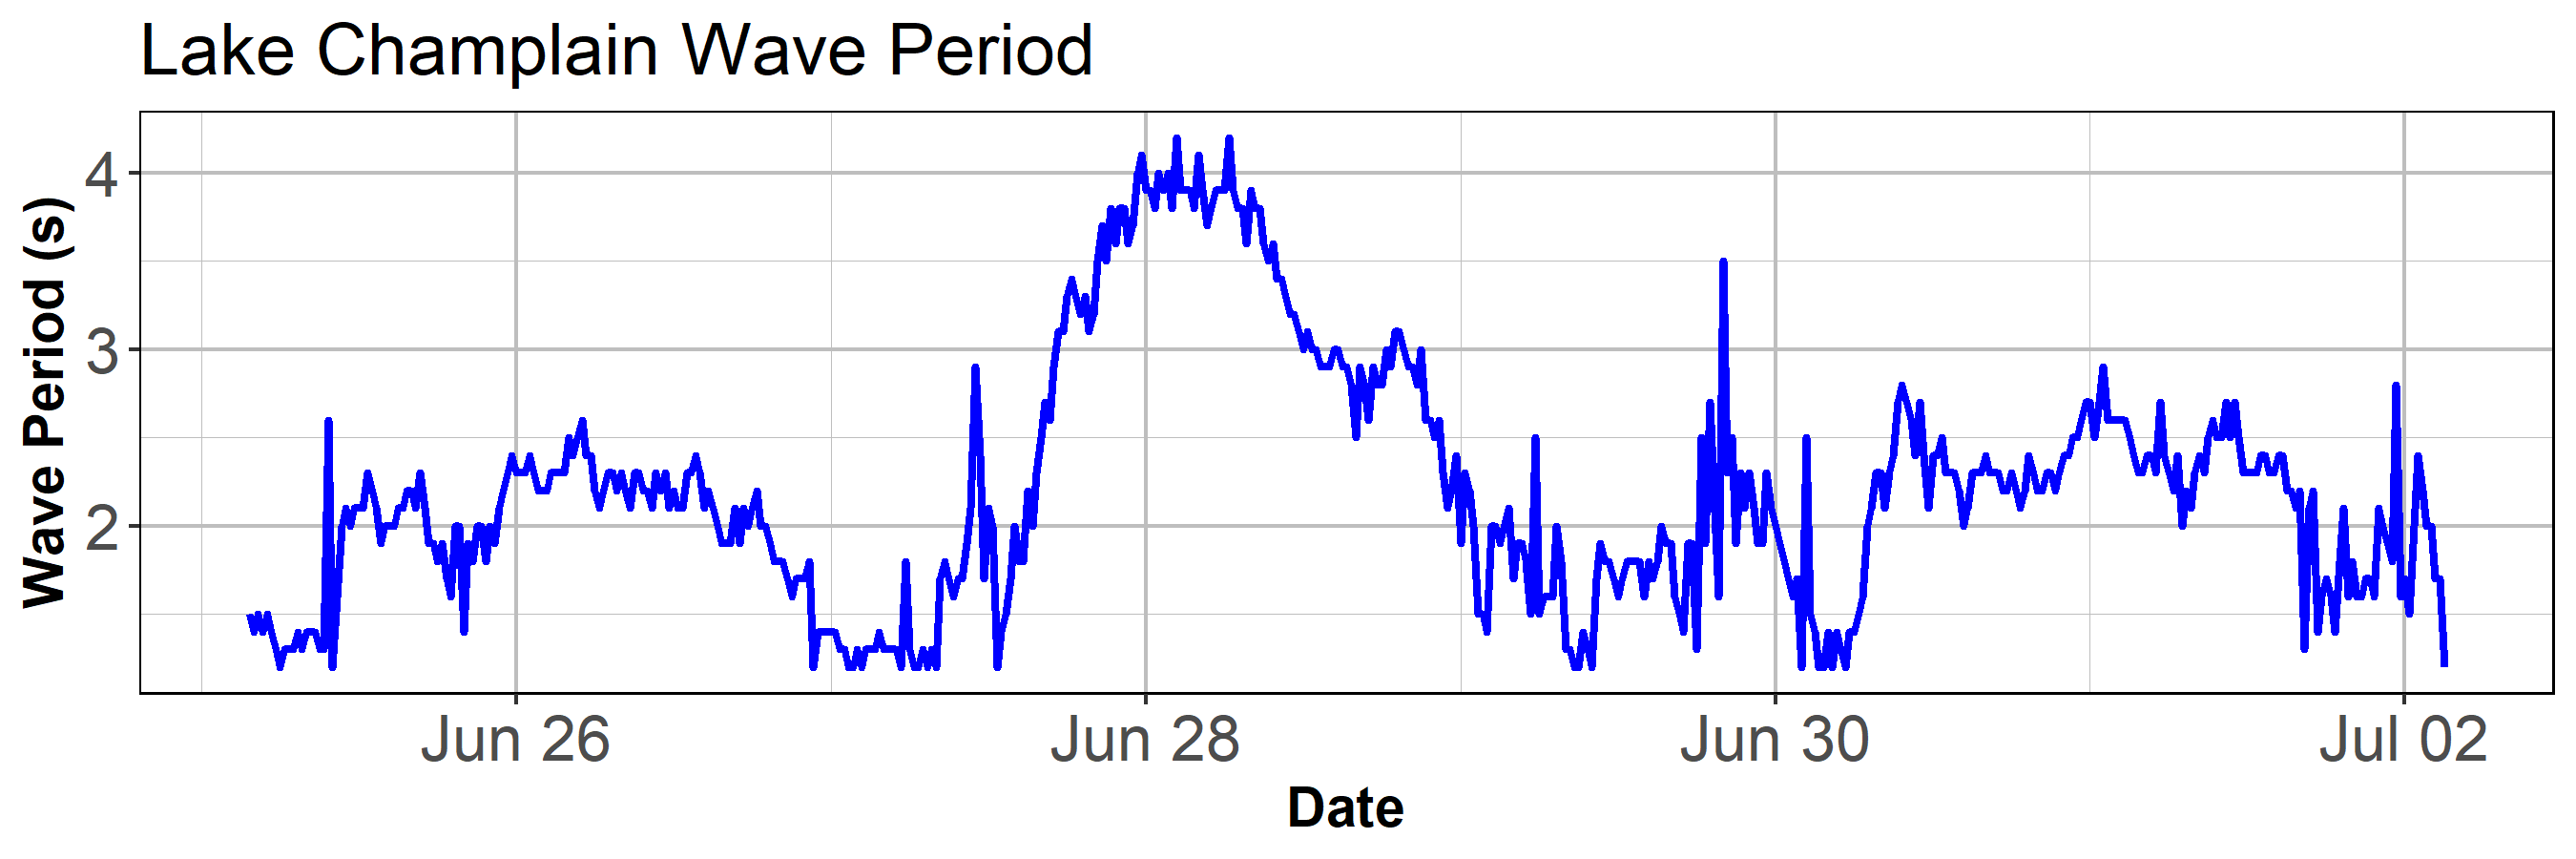 Lake Champlain Wave Period
Wave Period (s)
4
3
2
Jun 26
Jun 28
Jun 30
Jul 02
Date